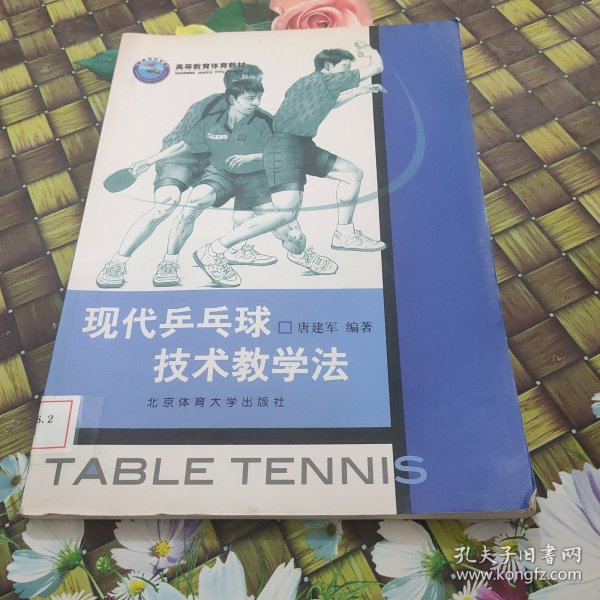 高等教育体育教材
现代乒乓球
□唐建军 编著
技术教学法
北京体育大学出版社
6.2
TABLE TENNIS
孔夫子旧书网
www.kongfz.com